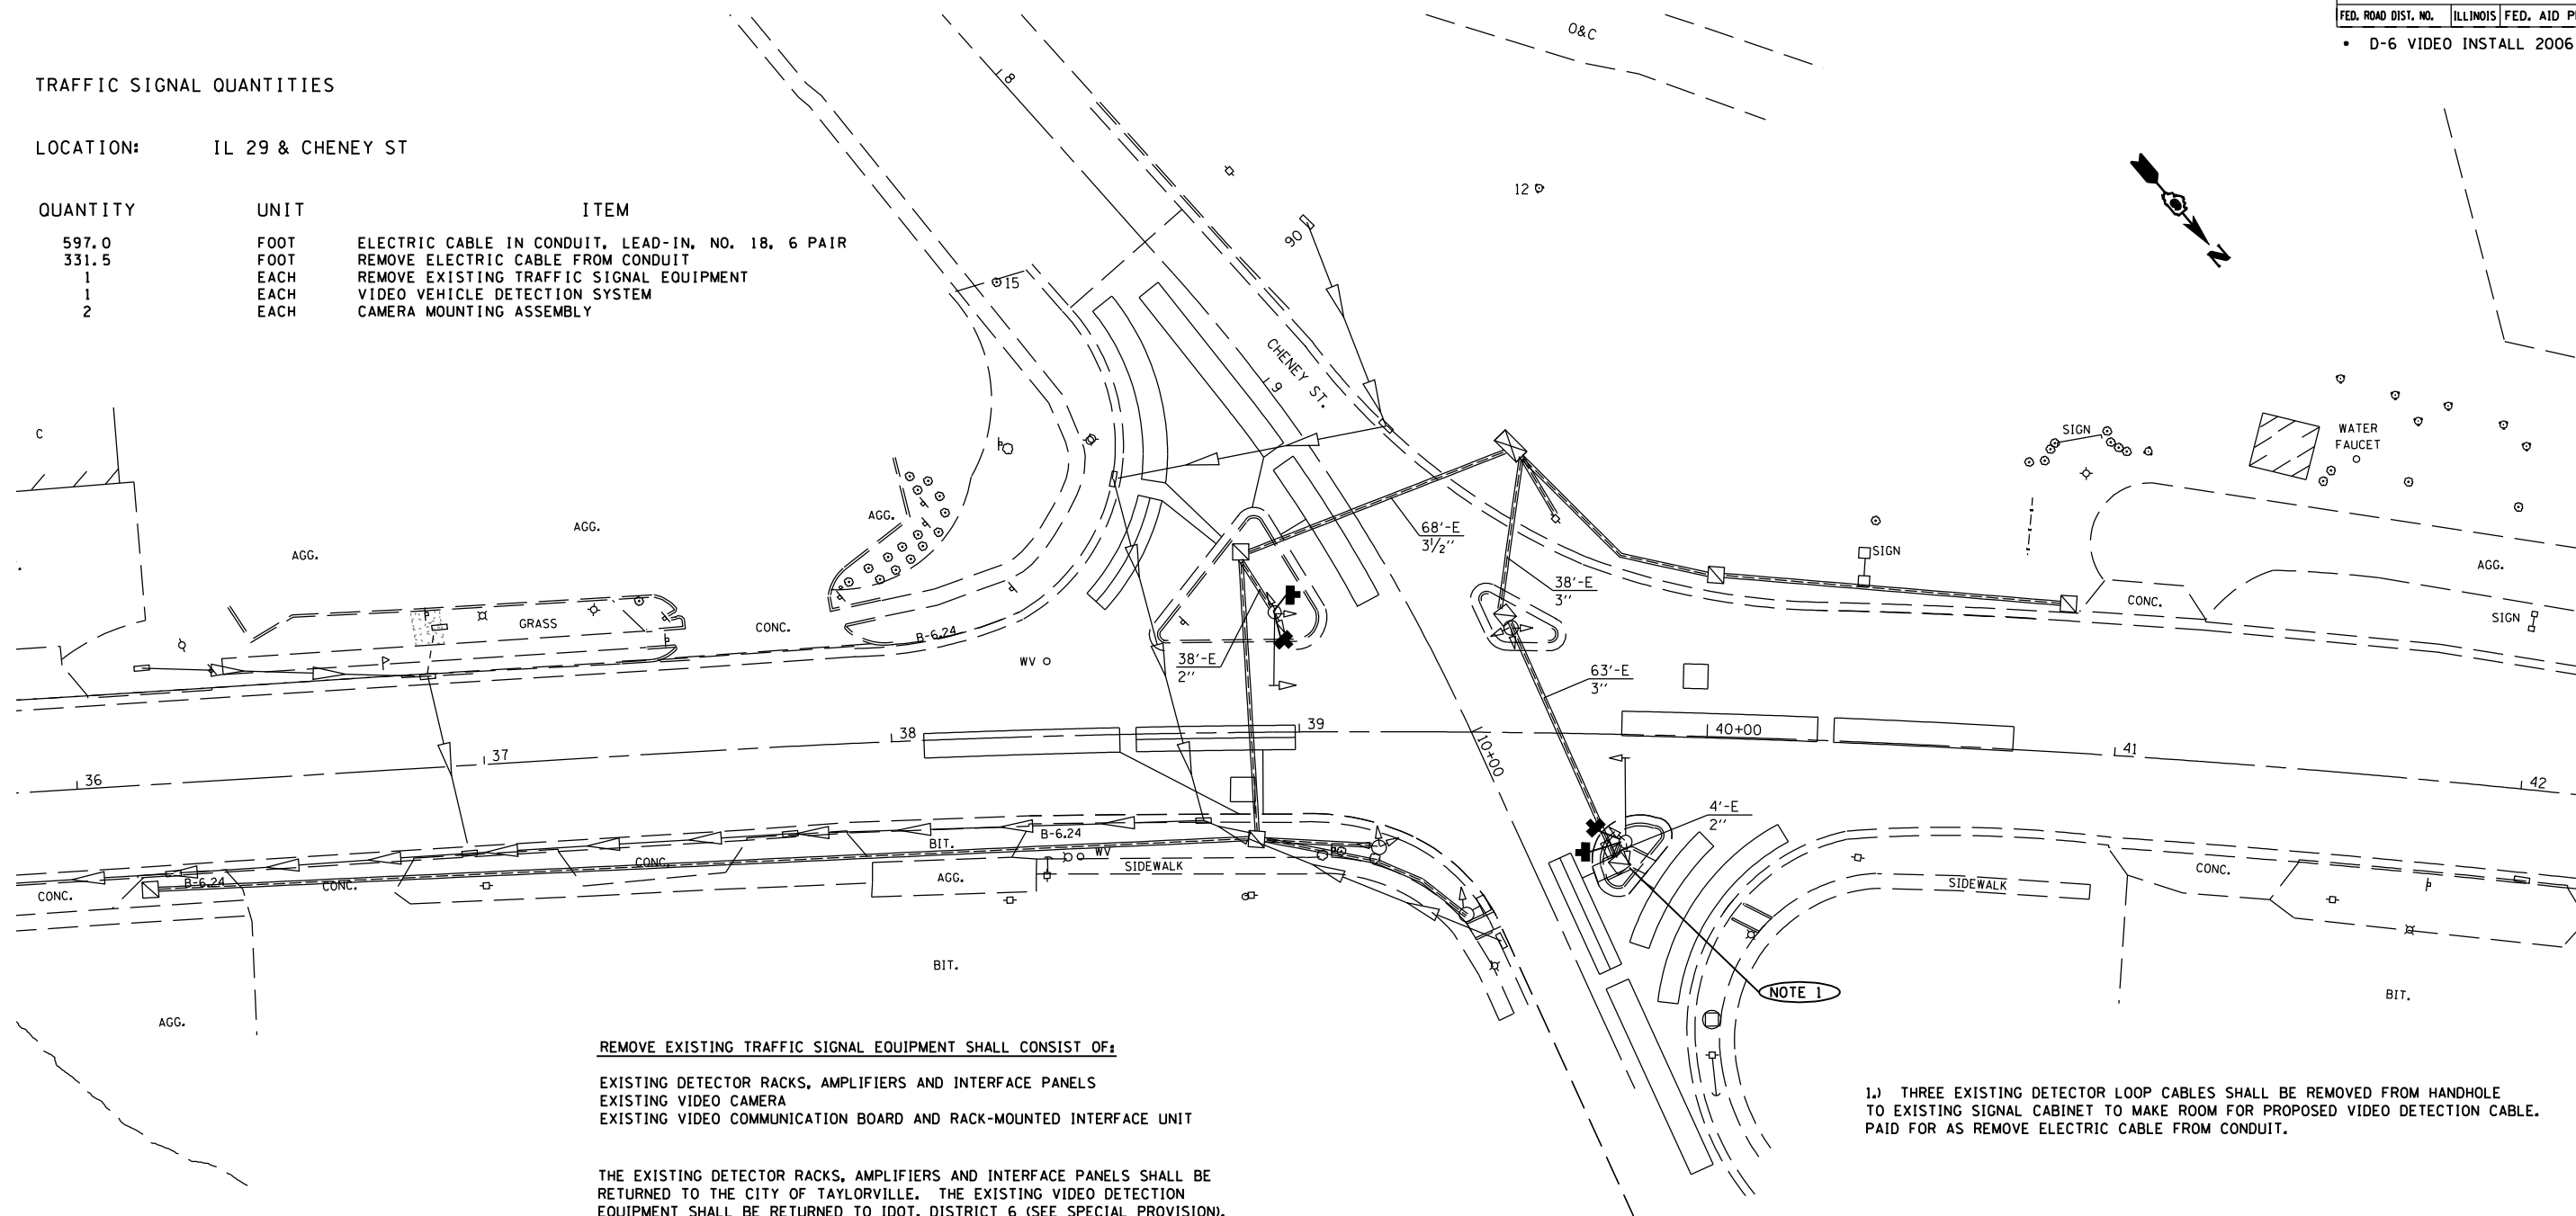 FED. ROAD DIST. NO. ILLINOIS FED. AID P
• D-6 VIDEO INSTALL 2006
TRAFFIC SIGNAL QUANTITIES
LOCATION: IL 29 & CHENEY ST
QUANTITY UNIT ITEM
597.0 FOOT ELECTRIC CABLE IN CONDUIT, LEAD-IN, NO. 18, 6 PAIR
331.5 FOOT REMOVE ELECTRIC CABLE FROM CONDUIT
1 EACH REMOVE EXISTING TRAFFIC SIGNAL EQUIPMENT
1 EACH VIDEO VEHICLE DETECTION SYSTEM
2 EACH CAMERA MOUNTING ASSEMBLY
O&C
8
12
90
N
15
CHENEY ST.
9
C
SIGN
WATER
FAUCET
AGG.
AGG.
AGG.
68'-E
3 1/2"
SIGN
AGG.
38'-E
3"
CONC.
SIGN
GRASS
CONC.
B-6.24
WV
P
38'-E
2"
63'-E
3"
36
37
38
39
10+00
40+00
41
42
4'-E
2"
B-6.24
BIT.
WV
SIDEWALK
CONC.
AGG.
B-6.24
CONC.
CONC.
SIDEWALK
CONC.
BIT.
NOTE 1
BIT.
AGG.
REMOVE EXISTING TRAFFIC SIGNAL EQUIPMENT SHALL CONSIST OF:
EXISTING DETECTOR RACKS, AMPLIFIERS AND INTERFACE PANELS
EXISTING VIDEO CAMERA
EXISTING VIDEO COMMUNICATION BOARD AND RACK-MOUNTED INTERFACE UNIT
1.) THREE EXISTING DETECTOR LOOP CABLES SHALL BE REMOVED FROM HANDHOLE
TO EXISTING SIGNAL CABINET TO MAKE ROOM FOR PROPOSED VIDEO DETECTION CABLE.
PAID FOR AS REMOVE ELECTRIC CABLE FROM CONDUIT.
THE EXISTING DETECTOR RACKS, AMPLIFIERS AND INTERFACE PANELS SHALL BE
RETURNED TO THE CITY OF TAYLORVILLE. THE EXISTING VIDEO DETECTION
EQUIPMENT SHALL BE RETURNED TO IDOT, DISTRICT 6 (SEE SPECIAL PROVISION).